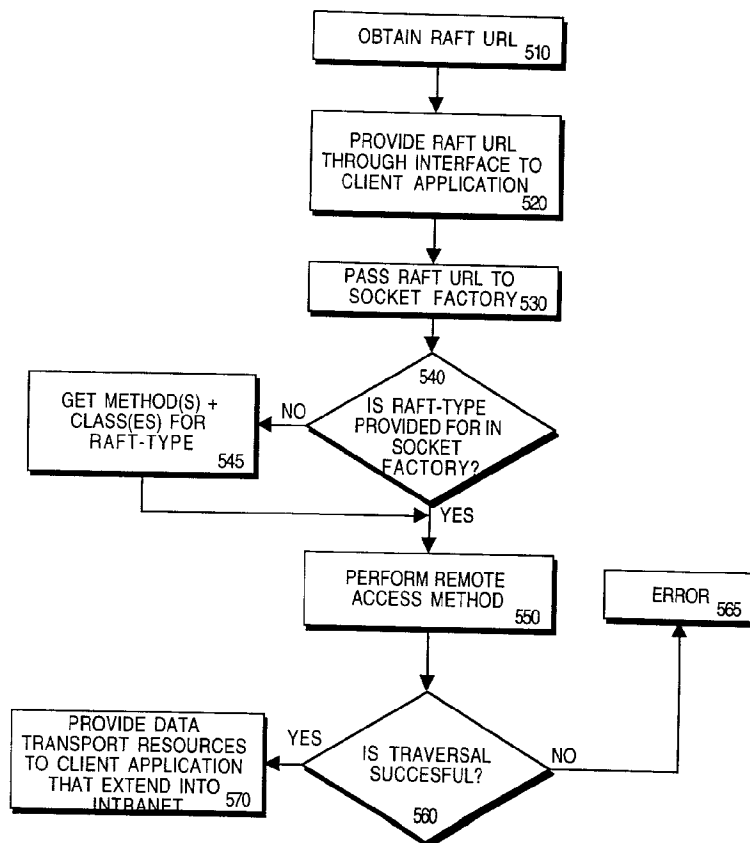 OBTAIN RAFT URL
510
PROVIDE RAFT URL
THROUGH INTERFACE TO
CLIENT APPLICATION
520
PASS RAFT URL TO
SOCKET FACTORY
530
540
IS RAFT-TYPE
PROVIDED FOR IN
SOCKET
FACTORY?
NO
GET METHOD(S) +
CLASS(ES) FOR
RAFT-TYPE
545
YES
PERFORM REMOTE
ACCESS METHOD
550
ERROR
565
IS TRAVERSAL
SUCCESFUL?
560
NO
YES
PROVIDE DATA
TRANSPORT RESOURCES
TO CLIENT APPLICATION
THAT EXTEND INTO
INTRANET
570